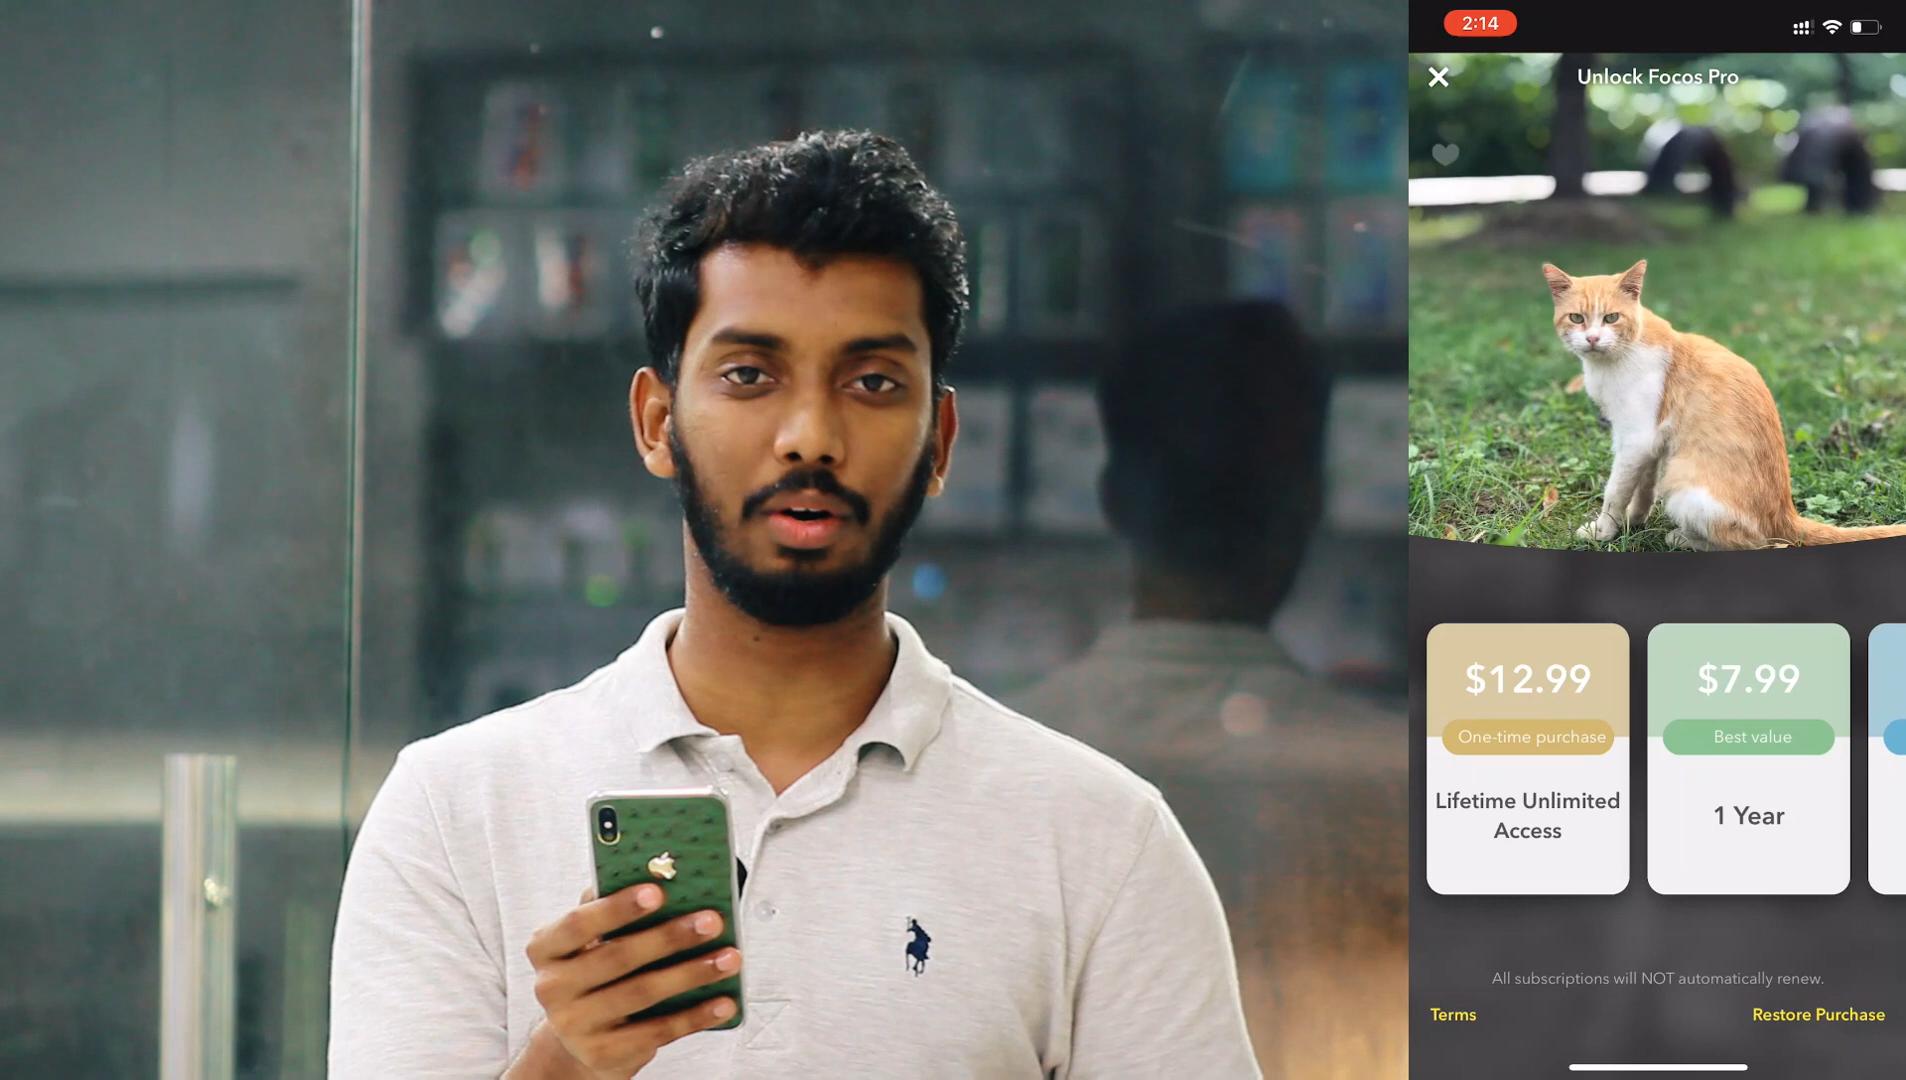 2:14
Unlock Focos Pro
$12.99
One-time purchase
Lifetime Unlimited
Access
$7.99
Best value
1 Year
All subscriptions will NOT automatically renew.
Terms
Restore Purchase